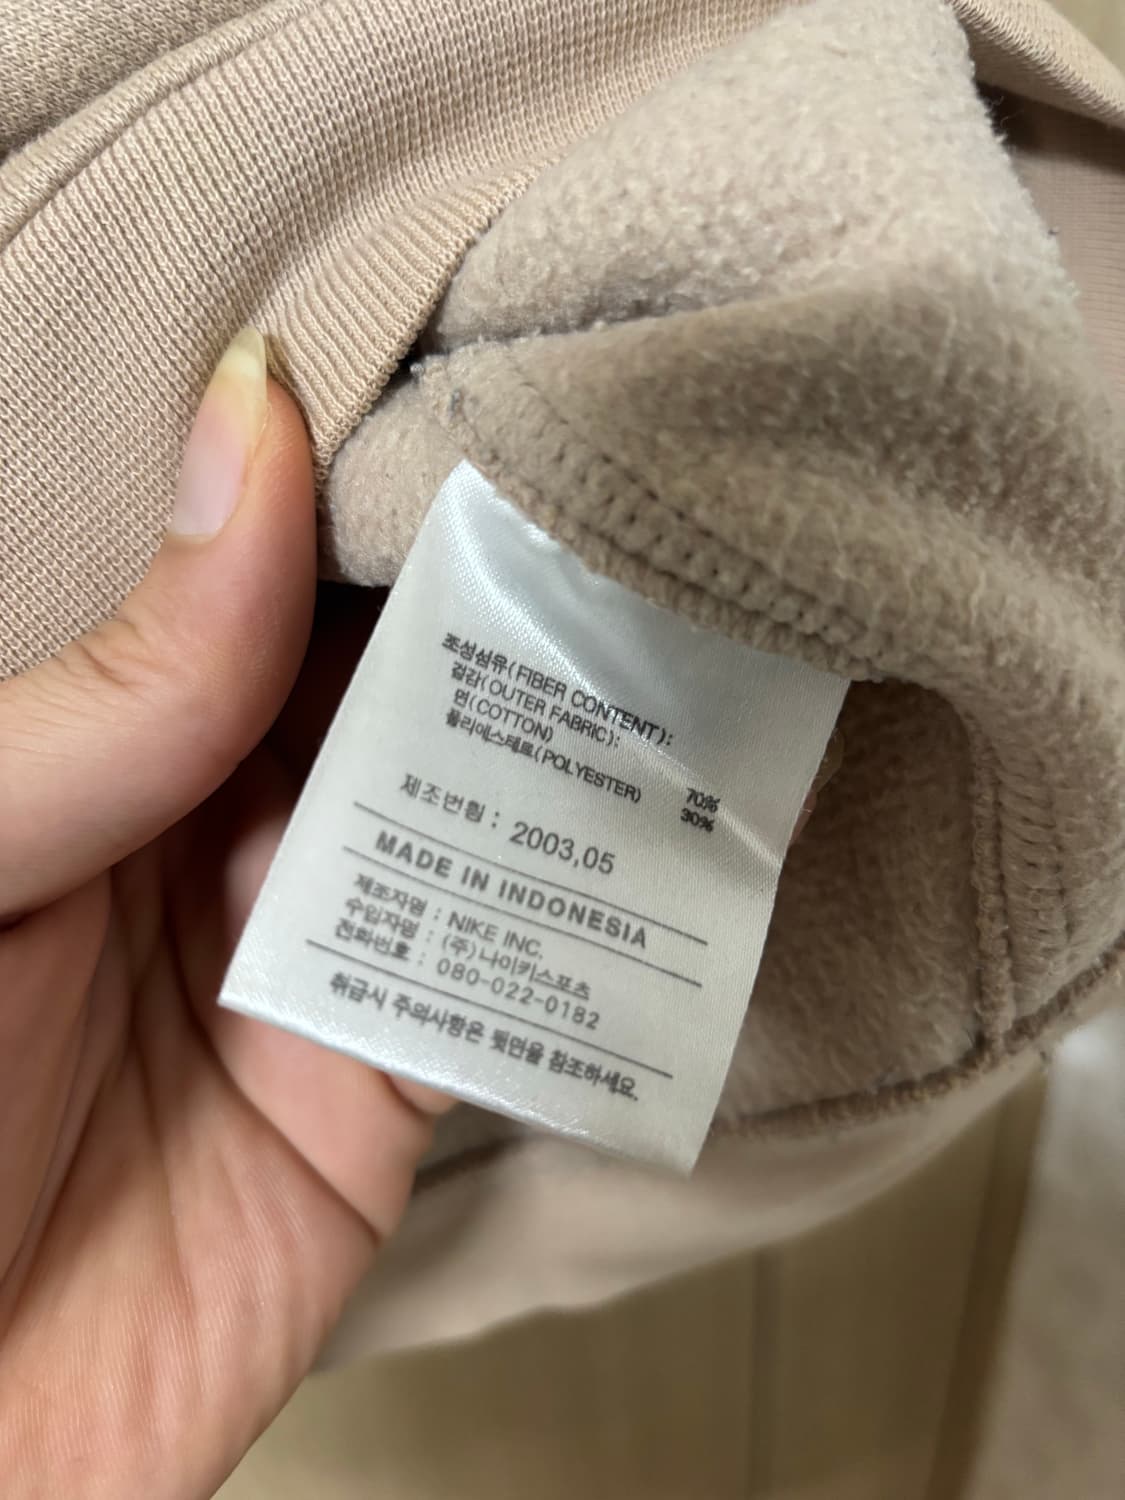 조성섬유(FIBER CONTENT):
겉감(OUTER FABRIC):
면(COTTON) 70%
폴리에스테르(POLYESTER) 30%
제조번월 : 2003,05
MADE IN INDONESIA
제조자명 : NIKE INC.
수입자명 : (주)나이키스포츠
전화번호 : 080-022-0182
취급시 주의사항은 뒷면을 참조하세요.